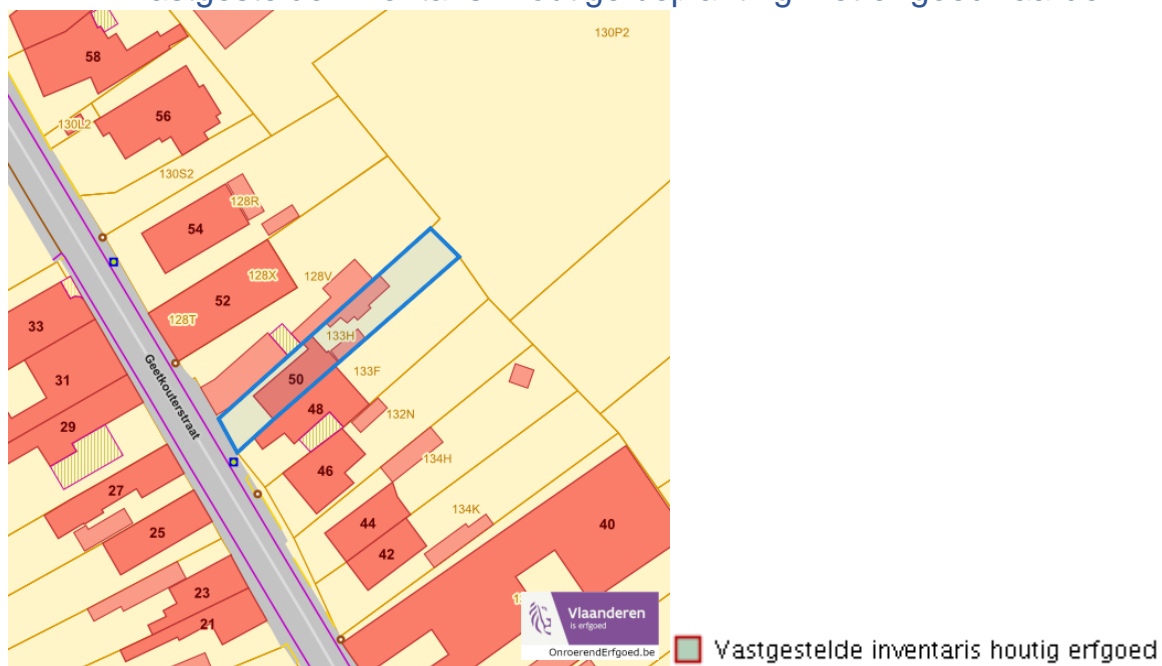 58
130P2
56
130L2
130S2
128R
54
128X
128V
52
33
128T
133H
31
Geetkouterstraat
50
133F
48
132N
29
46
134H
27
134K
44
40
25
42
23
21
Vlaanderen
is erfgoed
OnroerendErfgoed.be
Vastgestelde inventaris houtig erfgoed